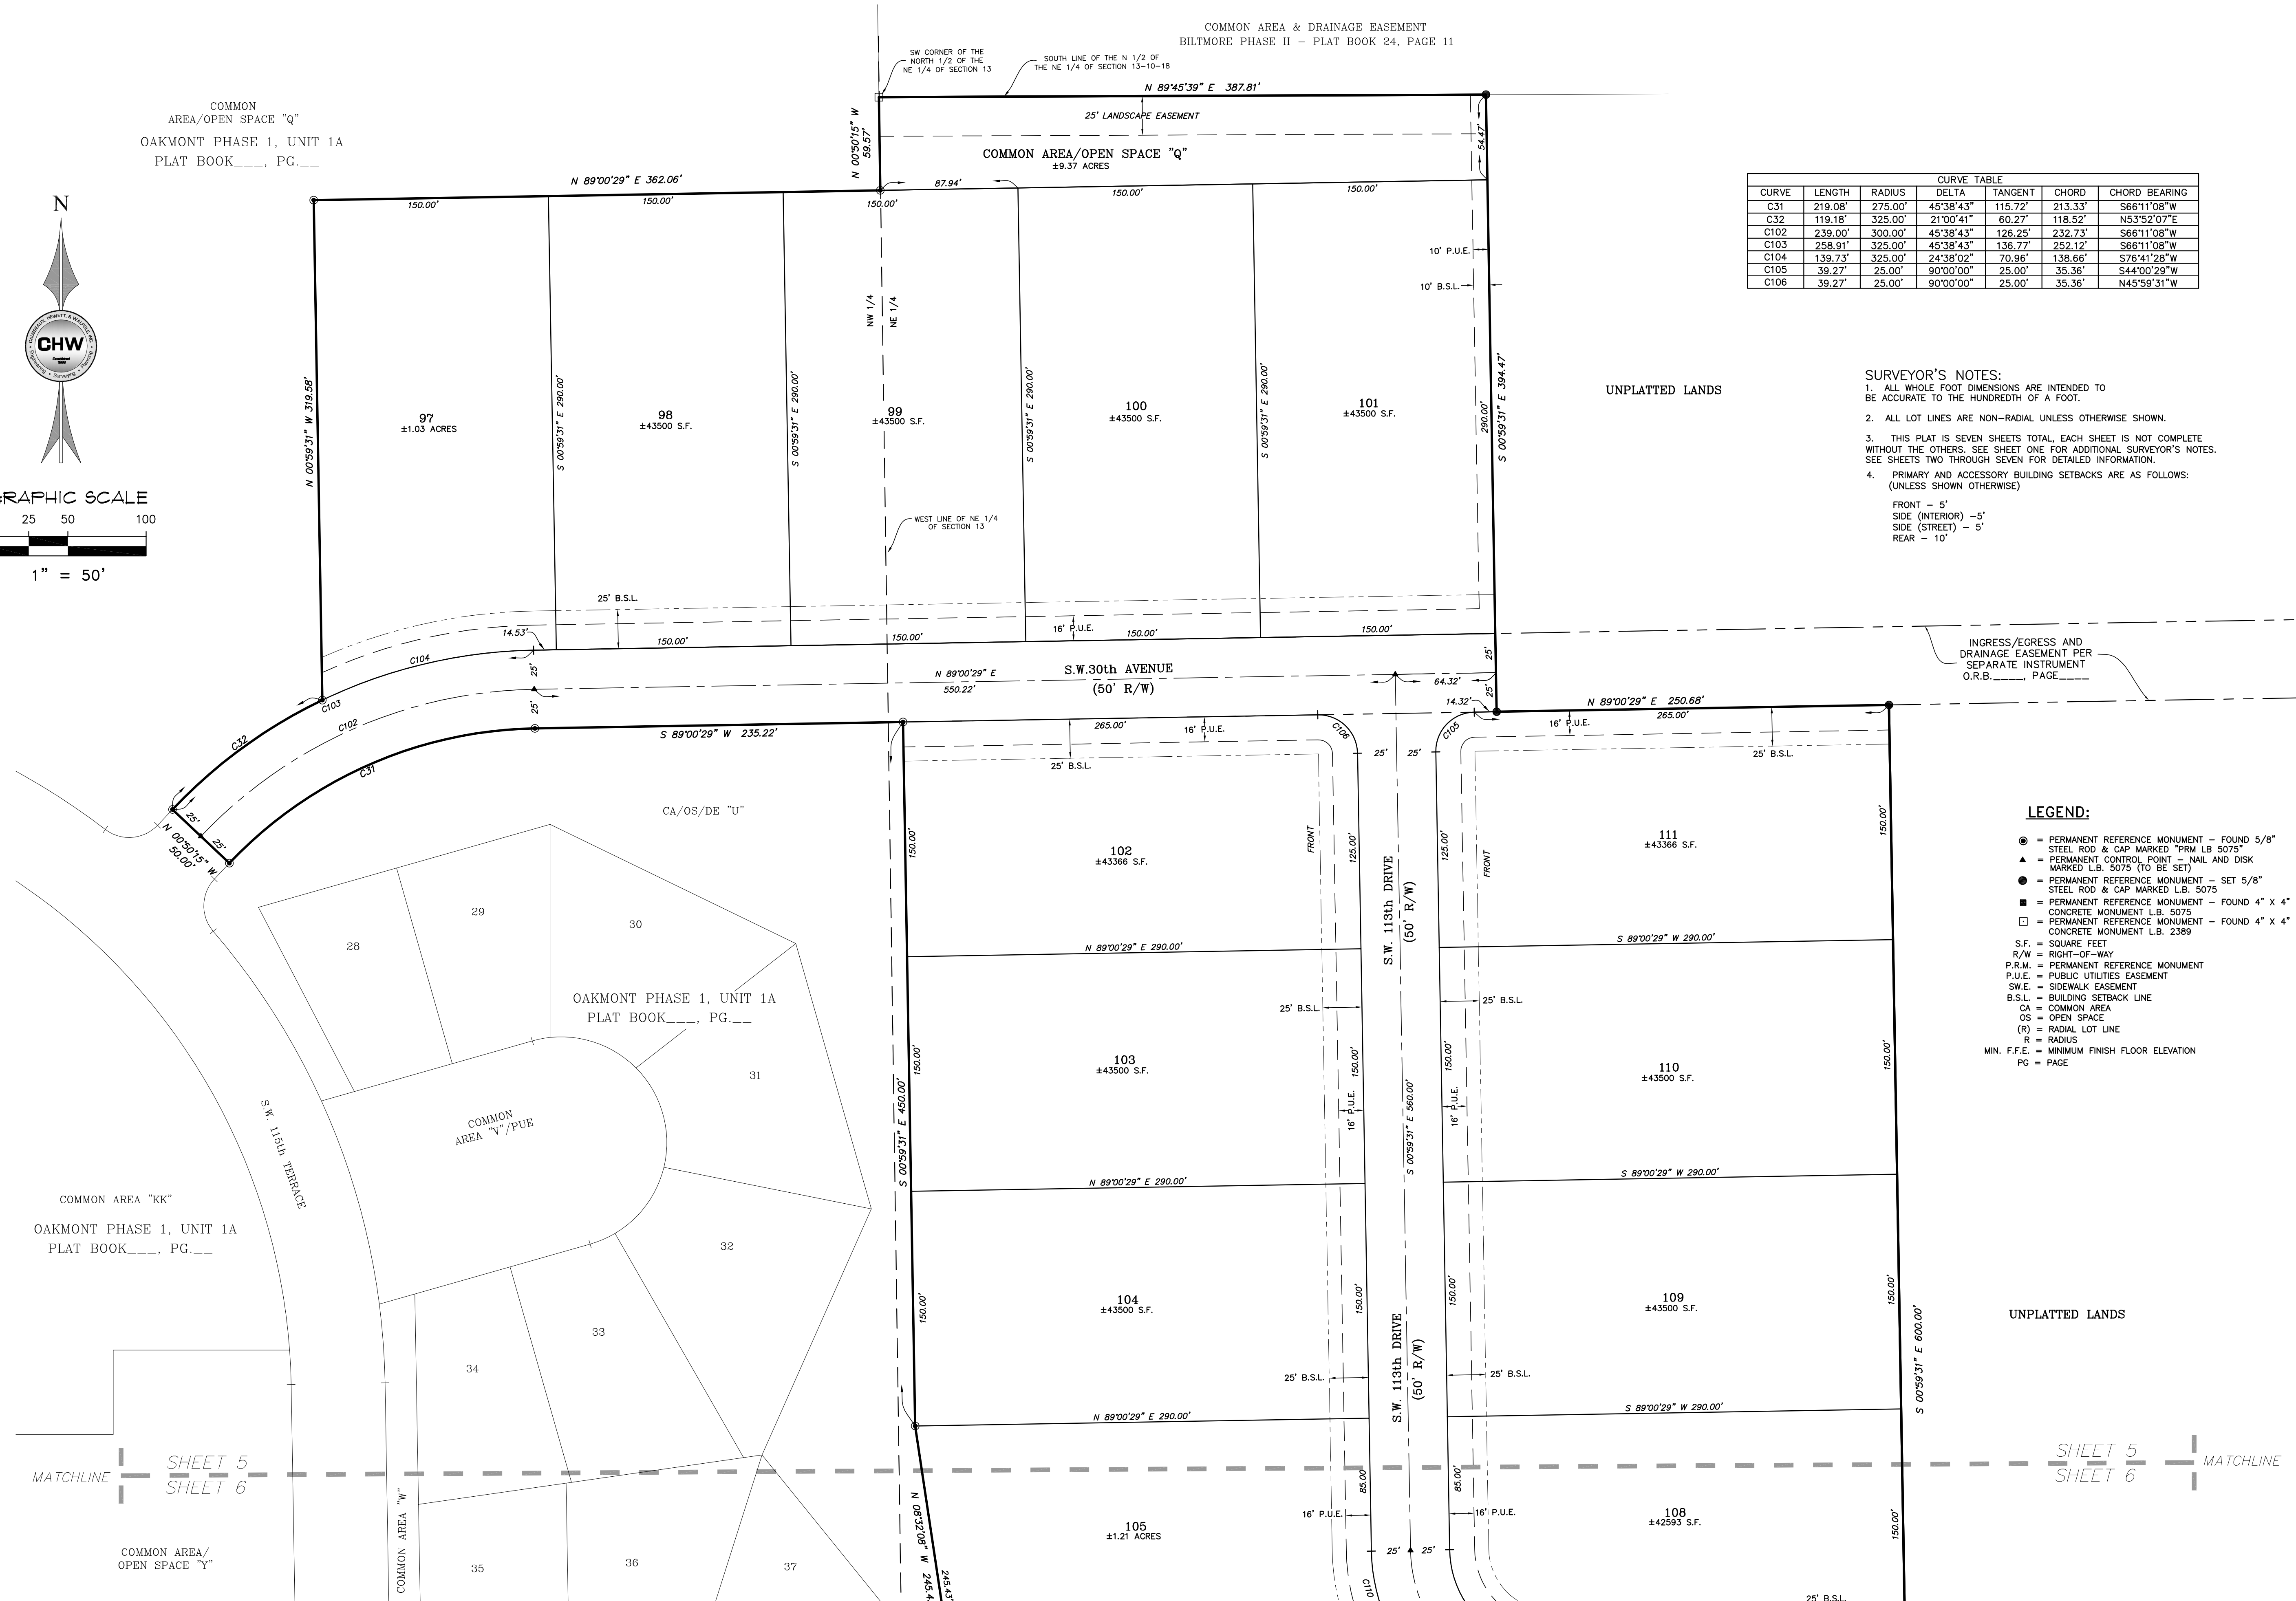 COMMON AREA & DRAINAGE EASEMENT
BILTMORE PHASE II - PLAT BOOK 24, PAGE 11
SW CORNER OF THE
NORTH 1/2 OF THE
NE 1/4 OF SECTION 13
SOUTH LINE OF THE N 1/2 OF
THE NE 1/4 OF SECTION 13-10-18
N 89°45'39" E 387.81'
COMMON
AREA/OPEN SPACE "Q"
OAKMONT PHASE 1, UNIT 1A
PLAT BOOK___, PG.__
N 00°50'15" W
59.57'
25' LANDSCAPE EASEMENT
54.47'
COMMON AREA/OPEN SPACE "Q"
±9.37 ACRES
N 89°00'29" E 362.06'
87.94'
150.00'
150.00'
150.00'
150.00'
150.00'
CURVE TABLE
CURVE LENGTH RADIUS DELTA TANGENT CHORD CHORD BEARING
C31 219.08' 275.00' 45°38'43" 115.72' 213.33' S66°11'08"W
C32 119.18' 325.00' 21°00'41" 60.27' 118.52' N53°52'07"E
C102 239.00' 300.00' 45°38'43" 126.25' 232.73' S66°11'08"W
C103 258.91' 325.00' 45°38'43" 136.77' 252.12' S66°11'08"W
C104 139.73' 325.00' 24°38'02" 70.96' 138.66' S76°41'28"W
C105 39.27' 25.00' 90°00'00" 25.00' 35.36' S44°00'29"W
C106 39.27' 25.00' 90°00'00" 25.00' 35.36' N45°59'31"W
N
CHW
GRAPHIC SCALE
25 50 100
1" = 50'
10' P.U.E.
10' B.S.L.
NW 1/4
NE 1/4
N 00°59'31" W 319.58'
S 00°59'31" E 290.00'
S 00°59'31" E 290.00'
S 00°59'31" E 290.00'
S 00°59'31" E 290.00'
290.00'
S 00°59'31" E 394.47'
97
±1.03 ACRES
98
±43500 S.F.
99
±43500 S.F.
100
±43500 S.F.
101
±43500 S.F.
UNPLATTED LANDS
WEST LINE OF NE 1/4
OF SECTION 13
SURVEYOR'S NOTES:
1. ALL WHOLE FOOT DIMENSIONS ARE INTENDED TO
BE ACCURATE TO THE HUNDREDTH OF A FOOT.
2. ALL LOT LINES ARE NON-RADIAL UNLESS OTHERWISE SHOWN.
3. THIS PLAT IS SEVEN SHEETS TOTAL, EACH SHEET IS NOT COMPLETE
WITHOUT THE OTHERS. SEE SHEET ONE FOR ADDITIONAL SURVEYOR'S NOTES.
SEE SHEETS TWO THROUGH SEVEN FOR DETAILED INFORMATION.
4. PRIMARY AND ACCESSORY BUILDING SETBACKS ARE AS FOLLOWS:
(UNLESS SHOWN OTHERWISE)
FRONT - 5'
SIDE (INTERIOR) -5'
SIDE (STREET) - 5'
REAR - 10'
25' B.S.L.
16' P.U.E.
14.53'
150.00'
150.00'
150.00'
150.00'
C104
25'
25'
N 89°00'29" E
550.22'
S.W.30th AVENUE
(50' R/W)
64.32'
25'
25'
14.32'
C103
C102
C32
C31
S 89°00'29" W 235.22'
265.00'
16' P.U.E.
25' B.S.L.
C106
C105
N 89°00'29" E 250.68'
265.00'
16' P.U.E.
25' B.S.L.
INGRESS/EGRESS AND
DRAINAGE EASEMENT PER
SEPARATE INSTRUMENT
O.R.B.____, PAGE____
25'
25'
N 00°50'15" W
50.00'
25'
25'
CA/OS/DE "U"
150.00'
102
±43366 S.F.
FRONT
125.00'
S.W. 113th DRIVE
(50' R/W)
125.00'
FRONT
111
±43366 S.F.
150.00'
LEGEND:
= PERMANENT REFERENCE MONUMENT - FOUND 5/8"
STEEL ROD & CAP MARKED "PRM LB 5075"
= PERMANENT CONTROL POINT - NAIL AND DISK
MARKED L.B. 5075 (TO BE SET)
= PERMANENT REFERENCE MONUMENT - SET 5/8"
STEEL ROD & CAP MARKED L.B. 5075
= PERMANENT REFERENCE MONUMENT - FOUND 4" X 4"
CONCRETE MONUMENT L.B. 5075
= PERMANENT REFERENCE MONUMENT - FOUND 4" X 4"
CONCRETE MONUMENT L.B. 2389
S.F. = SQUARE FEET
R/W = RIGHT-OF-WAY
P.R.M. = PERMANENT REFERENCE MONUMENT
P.U.E. = PUBLIC UTILITIES EASEMENT
SW.E. = SIDEWALK EASEMENT
B.S.L. = BUILDING SETBACK LINE
CA = COMMON AREA
OS = OPEN SPACE
(R) = RADIAL LOT LINE
R = RADIUS
MIN. F.F.E. = MINIMUM FINISH FLOOR ELEVATION
PG = PAGE
28
29
30
31
32
33
34
35
36
37
OAKMONT PHASE 1, UNIT 1A
PLAT BOOK___, PG.__
COMMON
AREA "V"/PUE
S.W. 115th TERRACE
COMMON AREA "KK"
OAKMONT PHASE 1, UNIT 1A
PLAT BOOK___, PG.__
N 89°00'29" E 290.00'
S 89°00'29" W 290.00'
25' B.S.L.
25' B.S.L.
150.00'
103
±43500 S.F.
150.00'
16' P.U.E.
S 00°59'31" E 560.00'
150.00'
16' P.U.E.
110
±43500 S.F.
150.00'
S 00°59'31" E 450.00'
N 89°00'29" E 290.00'
S 89°00'29" W 290.00'
150.00'
104
±43500 S.F.
150.00'
S.W. 113th DRIVE
(50' R/W)
150.00'
109
±43500 S.F.
150.00'
S 00°59'31" E 600.00'
UNPLATTED LANDS
25' B.S.L.
25' B.S.L.
N 89°00'29" E 290.00'
S 89°00'29" W 290.00'
MATCHLINE
SHEET 5
SHEET 6
SHEET 5
SHEET 6
MATCHLINE
COMMON AREA "W"
COMMON AREA/
OPEN SPACE "Y"
N 08°32'08" W 245.4
245.43'
105
±1.21 ACRES
85.00'
16' P.U.E.
25'
25'
C110
85.00'
16' P.U.E.
108
±42593 S.F.
150.00'
25' B.S.L.